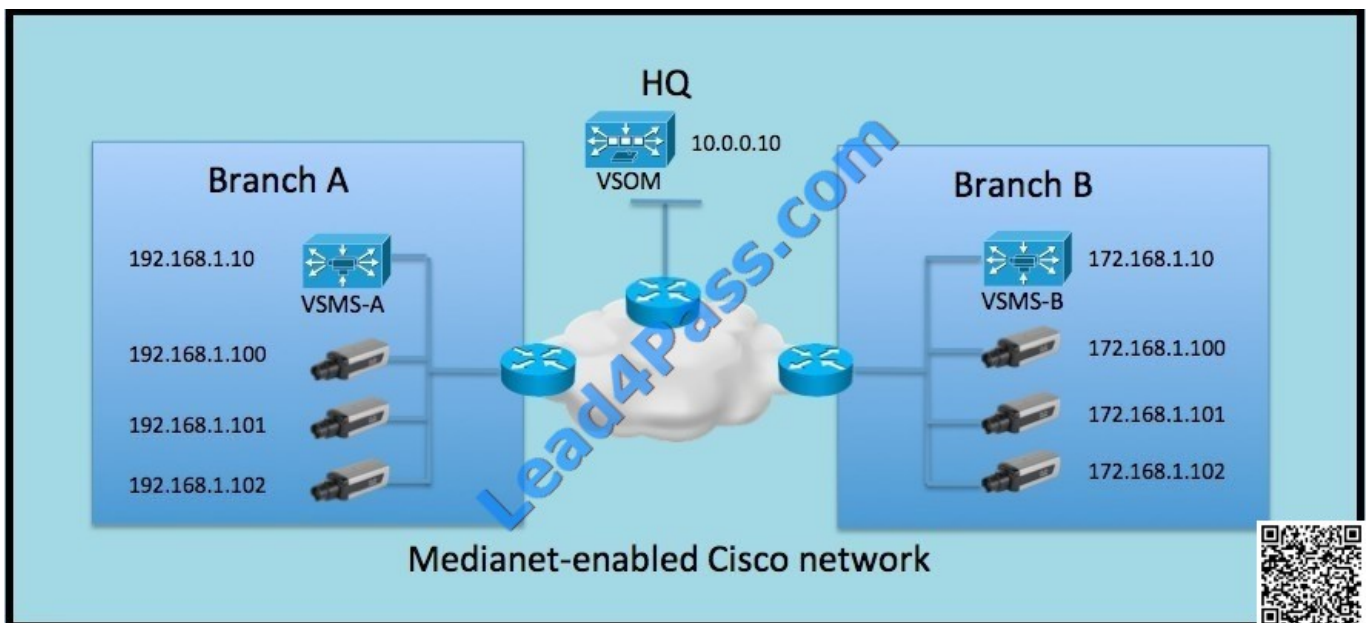 HQ
10.0.0.10
VSOM
Branch A
192.168.1.10
VSMS-A
192.168.1.100
192.168.1.101
192.168.1.102
Branch B
172.168.1.10
VSMS-B
172.168.1.100
172.168.1.101
172.168.1.102
Lead4Pass.com
Medianet-enabled Cisco network